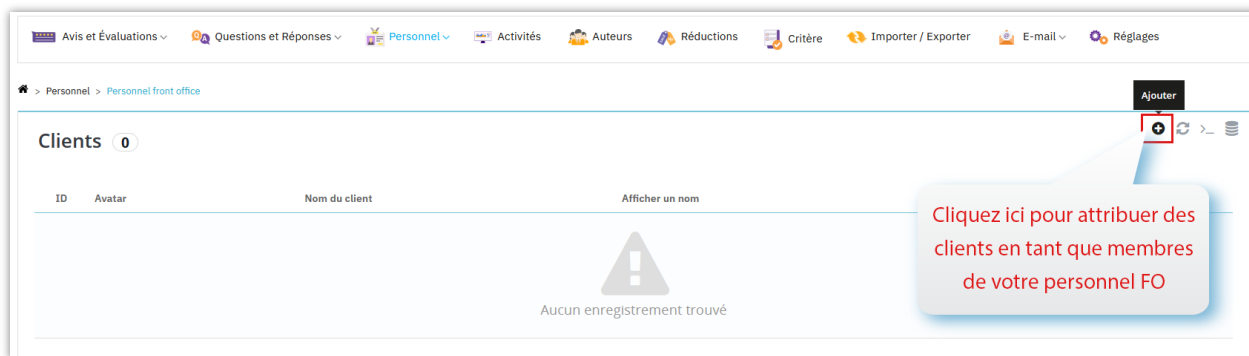 Avis et Évaluations Questions et Réponses Personnel Activités Auteurs Réductions Critère Importer / Exporter E-mail Réglages
> Personnel > Personnel front office
Ajouter
Clients 0
ID Avatar Nom du client Afficher un nom
Cliquez ici pour attribuer des
clients en tant que membres
de votre personnel FO
Aucun enregistrement trouvé